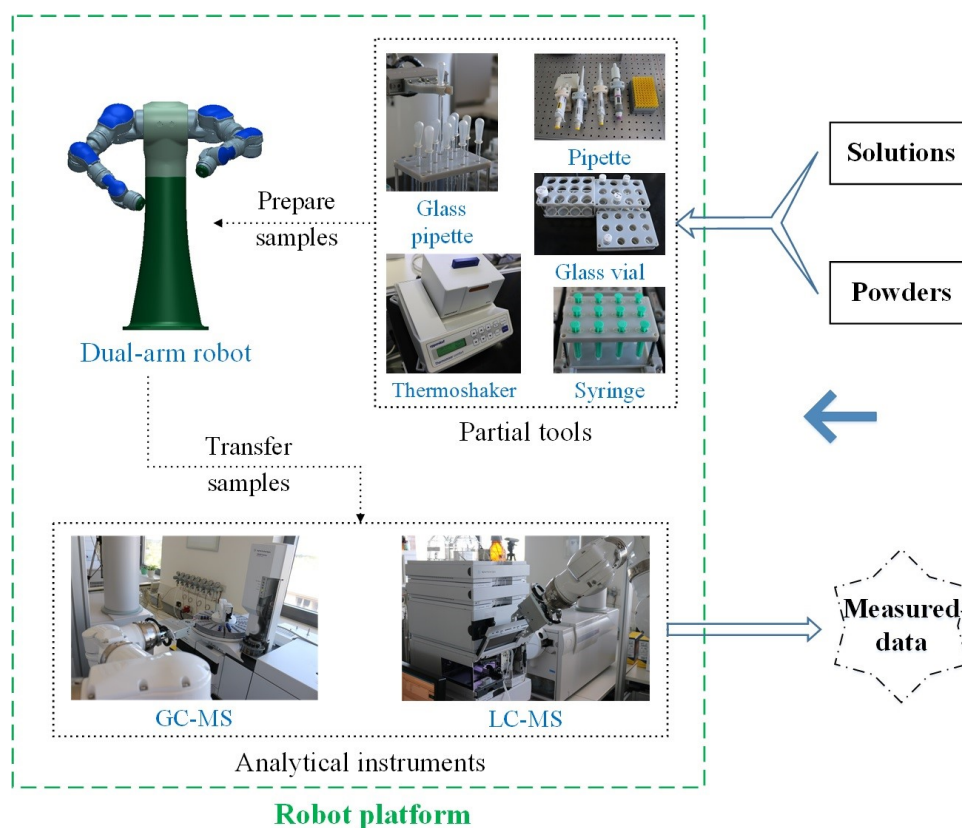 Pipette
Glass
pipette
Glass vial
Thermoshaker
Syringe
Partial tools
Prepare
samples
Dual-arm robot
Solutions
Powders
Transfer
samples
GC-MS
LC-MS
Analytical instruments
Measured
data
Robot platform